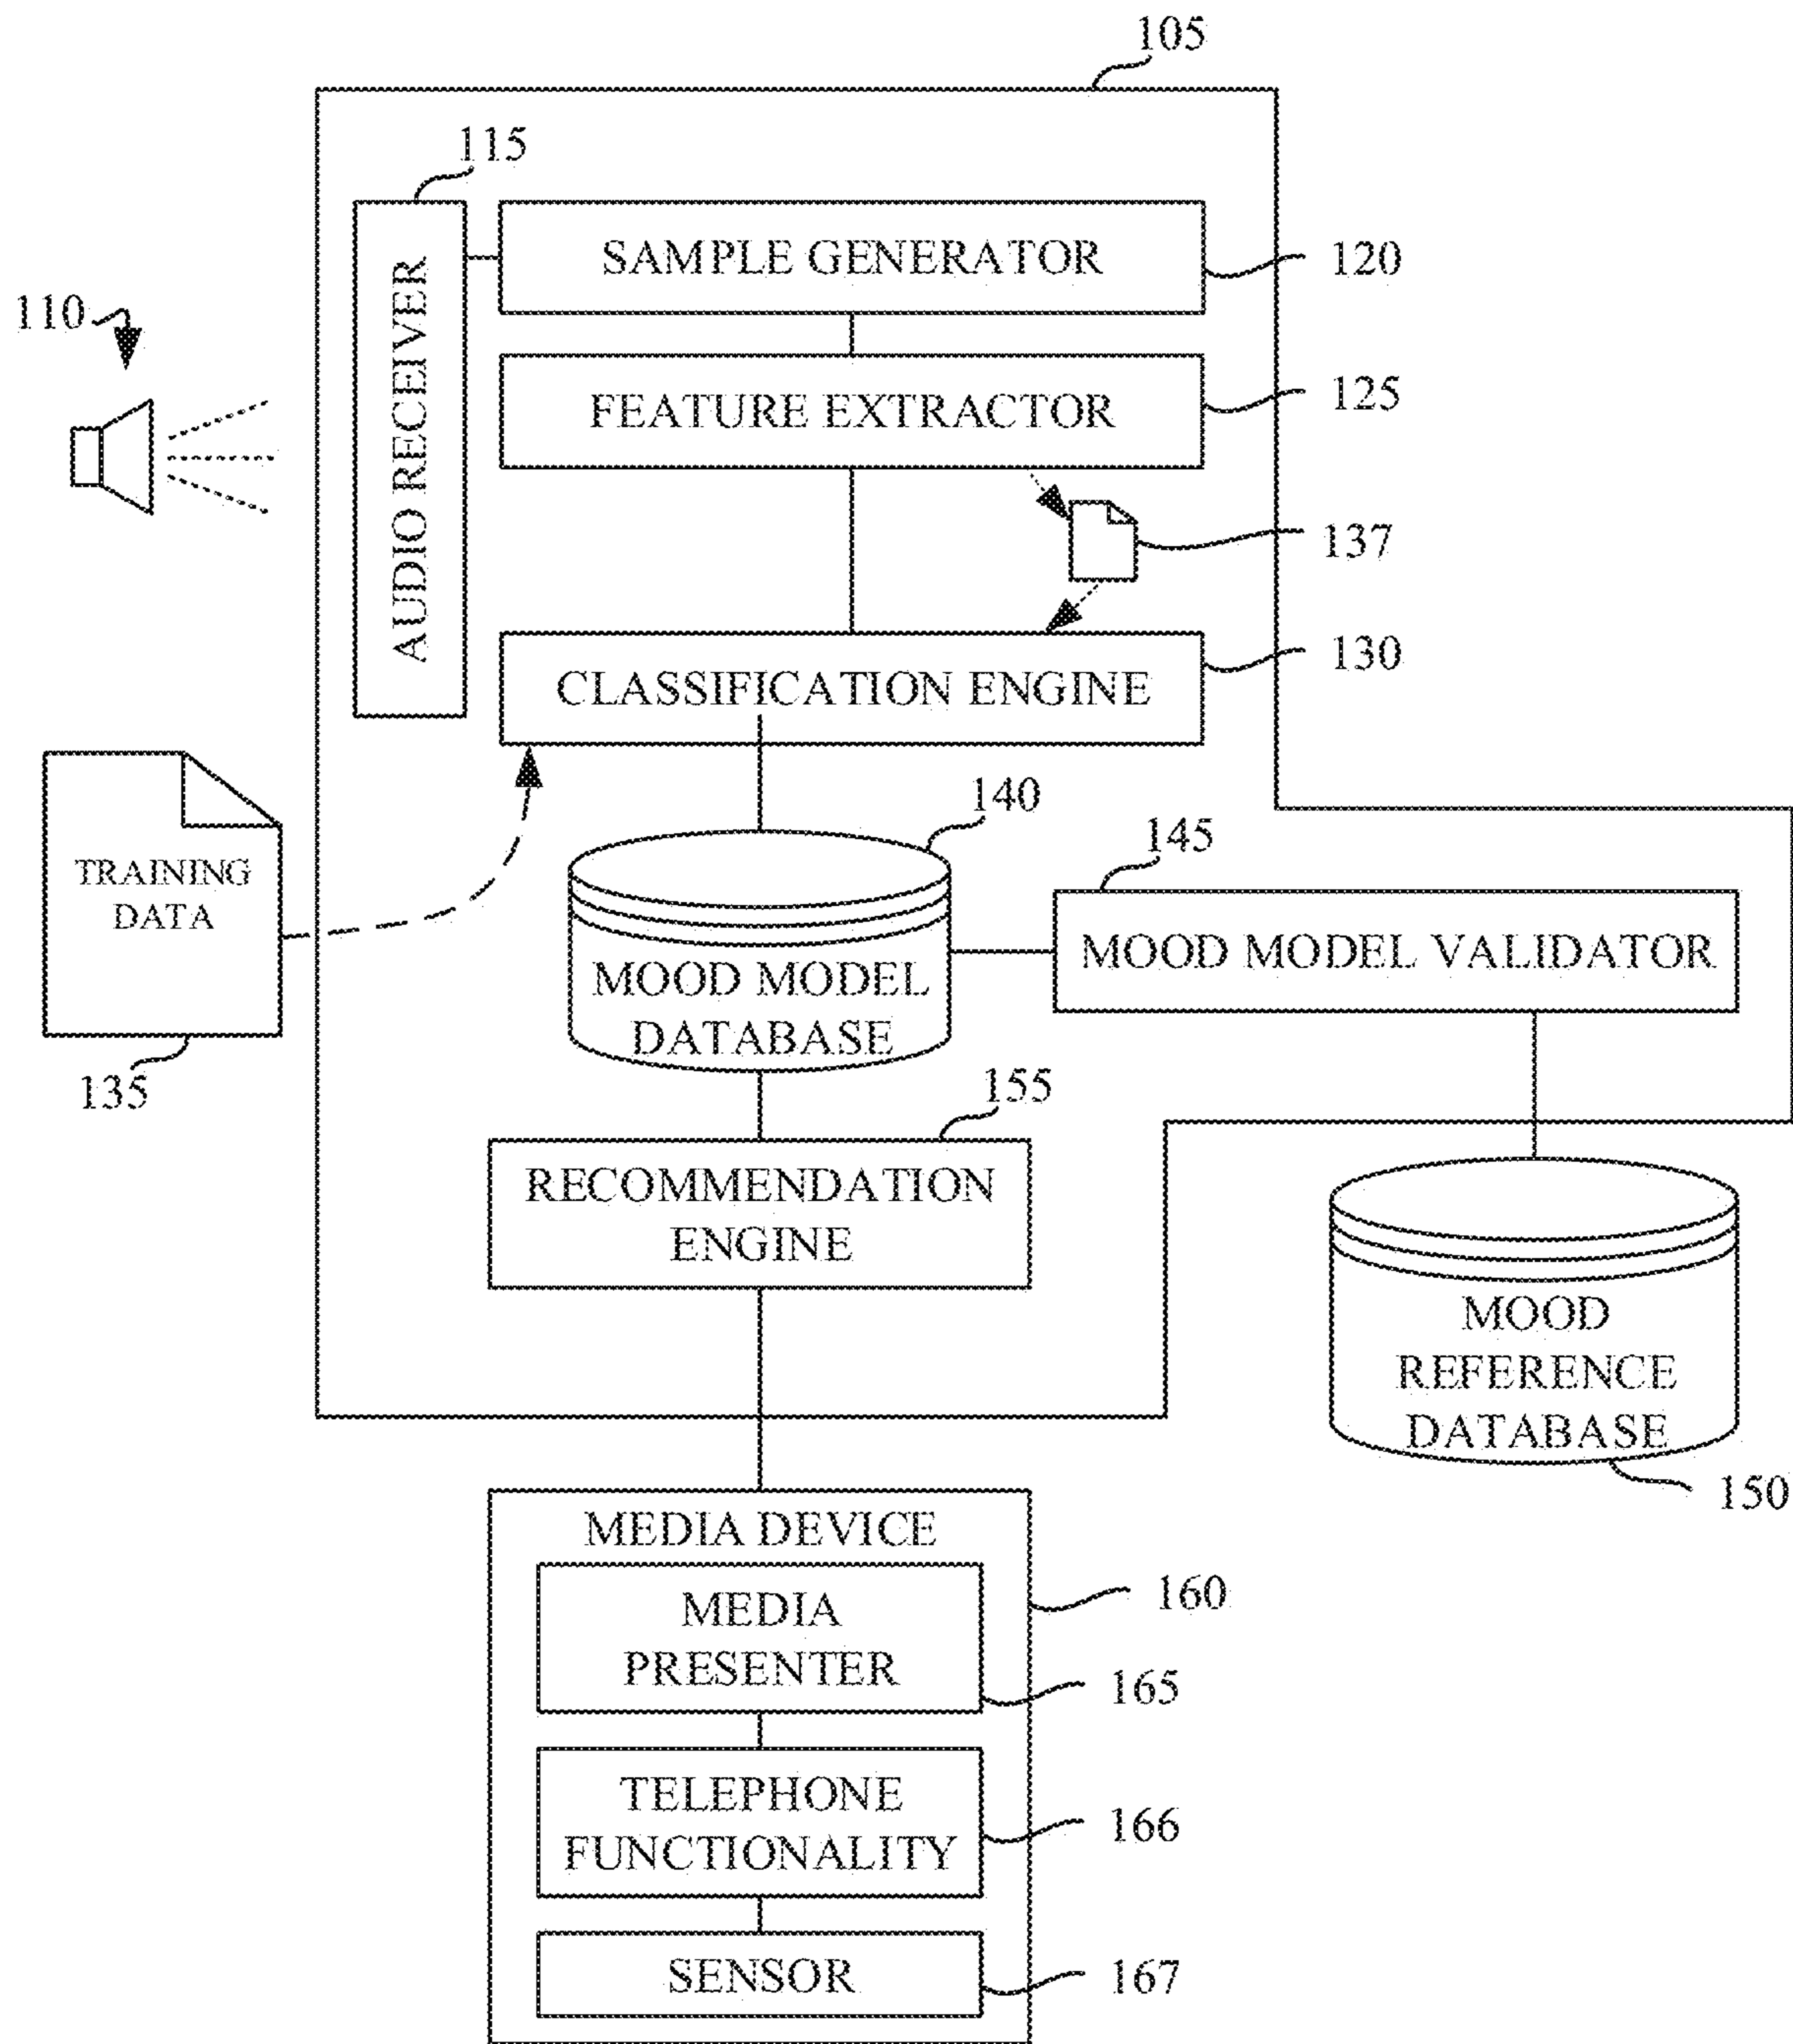 105
115
SAMPLE GENERATOR
120
110
AUDIO RECEIVER
FEATURE EXTRACTOR
125
137
CLASSIFICATION ENGINE
130
140
145
TRAINING
DATA
135
MOOD MODEL
DATABASE
MOOD MODEL VALIDATOR
155
RECOMMENDATION
ENGINE
MOOD
REFERENCE
DATABASE
150
MEDIA DEVICE
160
MEDIA
PRESENTER
165
TELEPHONE
FUNCTIONALITY
166
SENSOR
167